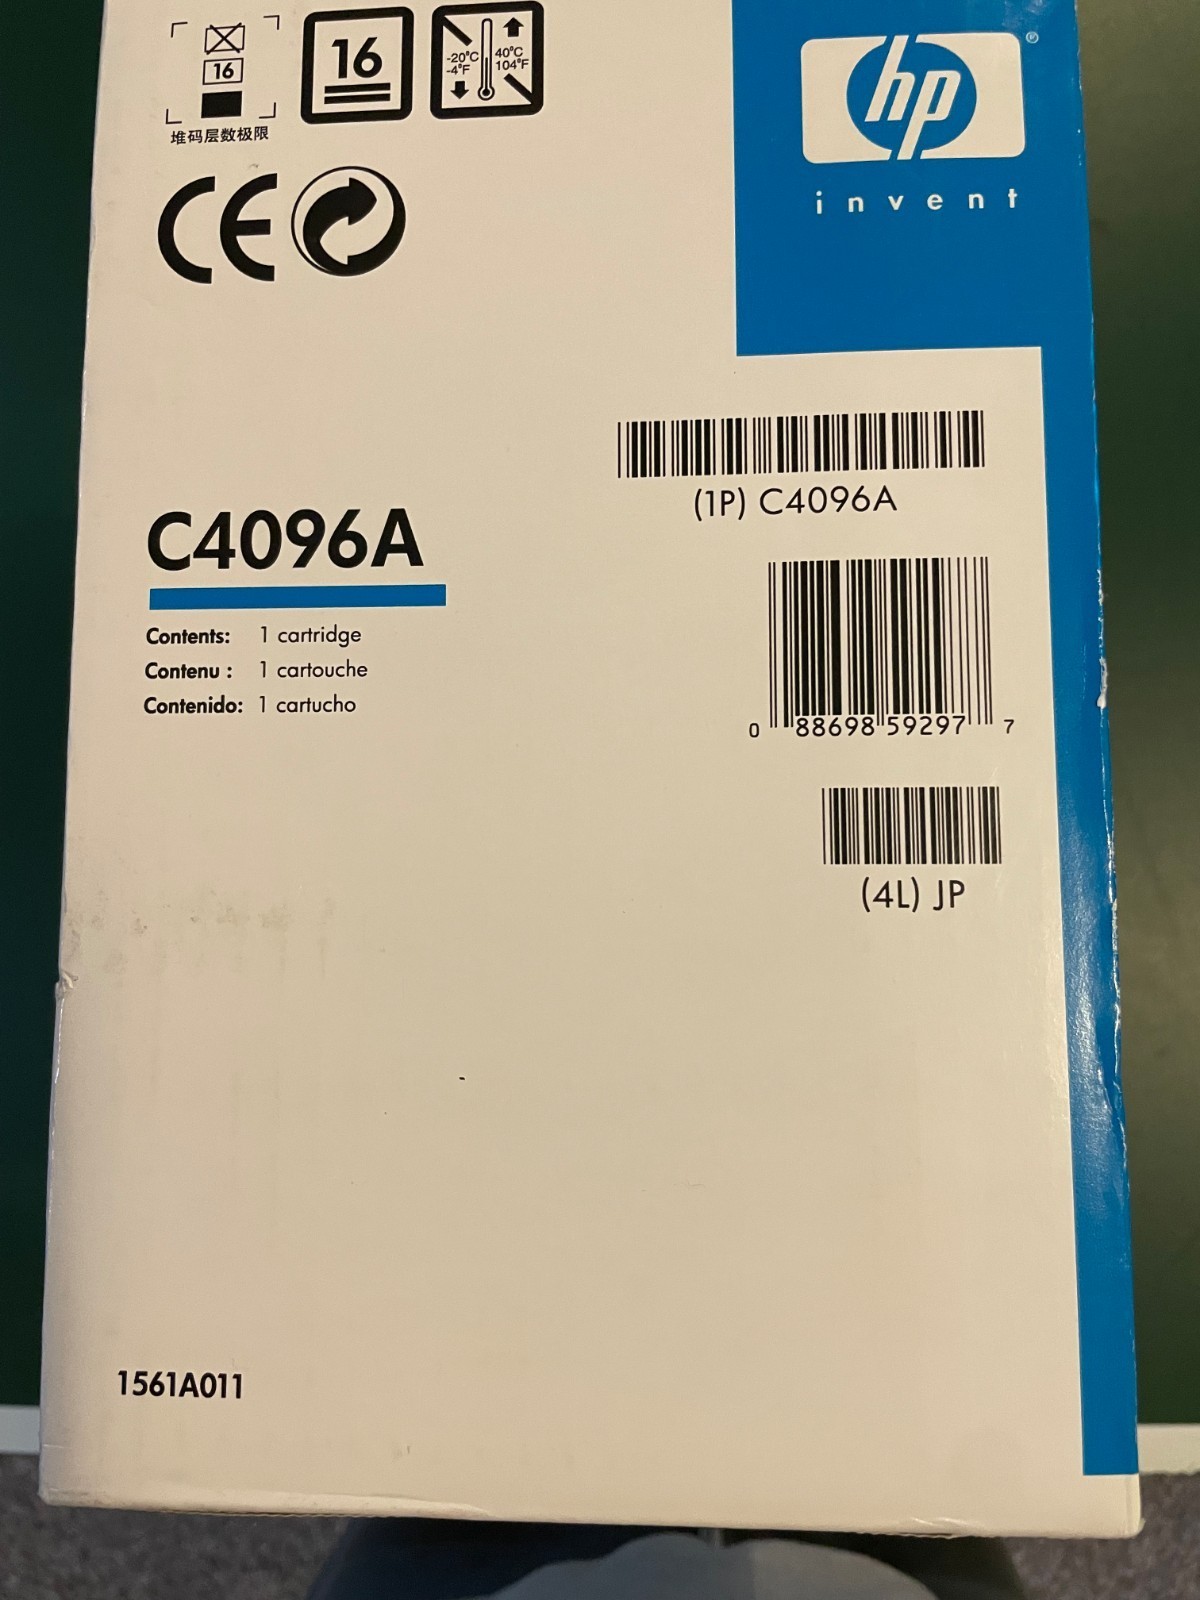 16
堆码层数极限
16
-20°C
-4°F
40°C
104°F
hp®
invent
CE
(1P) C4096A
C4096A
Contents: 1 cartridge
Contenu : 1 cartouche
Contenido: 1 cartucho
0 88698 59297 7
(4L) JP
1561A011